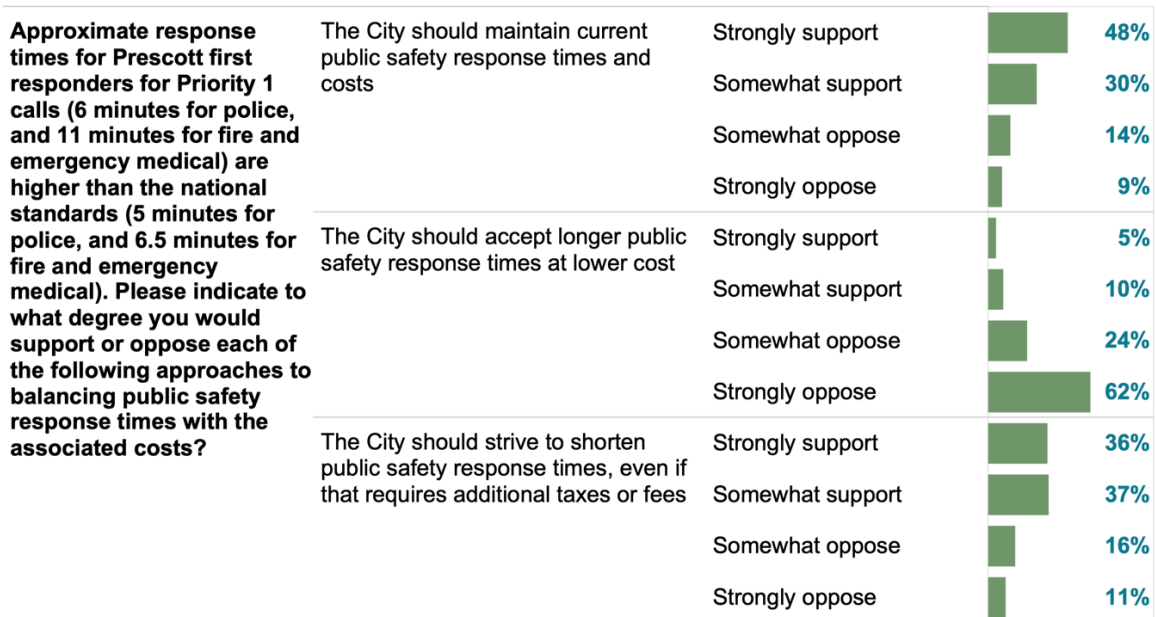 Approximate response
times for Prescott first
responders for Priority 1
calls (6 minutes for police,
and 11 minutes for fire and
emergency medical) are
higher than the national
standards (5 minutes for
police, and 6.5 minutes for
fire and emergency
medical). Please indicate to
what degree you would
support or oppose each of
the following approaches to
balancing public safety
response times with the
associated costs?
The City should maintain current
public safety response times and
costs
Strongly support 48%
Somewhat support 30%
Somewhat oppose 14%
Strongly oppose 9%
The City should accept longer public
safety response times at lower cost
Strongly support 5%
Somewhat support 10%
Somewhat oppose 24%
Strongly oppose 62%
The City should strive to shorten
public safety response times, even if
that requires additional taxes or fees
Strongly support 36%
Somewhat support 37%
Somewhat oppose 16%
Strongly oppose 11%